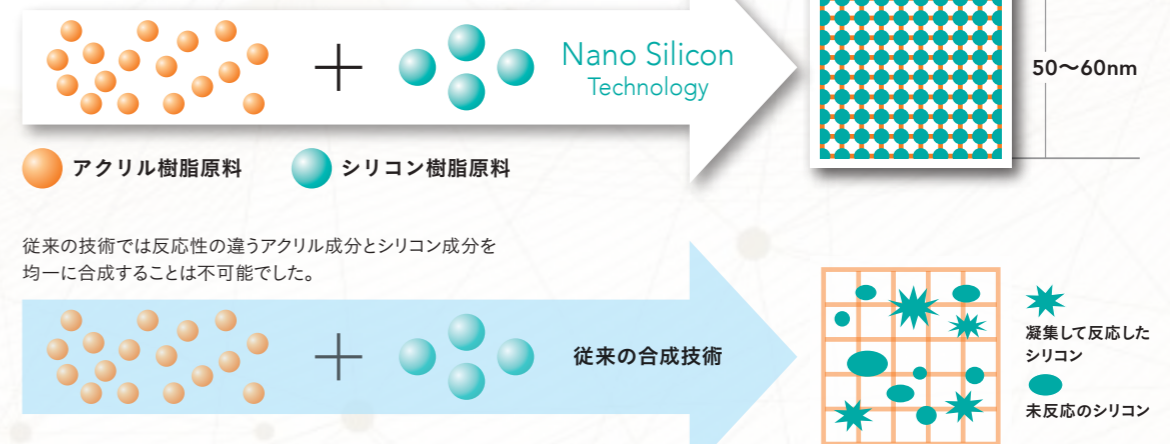 Nano Silicon
Technology
50〜60nm
アクリル樹脂原料
シリコン樹脂原料
従来の技術では反応性の違うアクリル成分とシリコン成分を
均一に合成することは不可能でした。
従来の合成技術
凝集して反応した
シリコン
未反応のシリコン